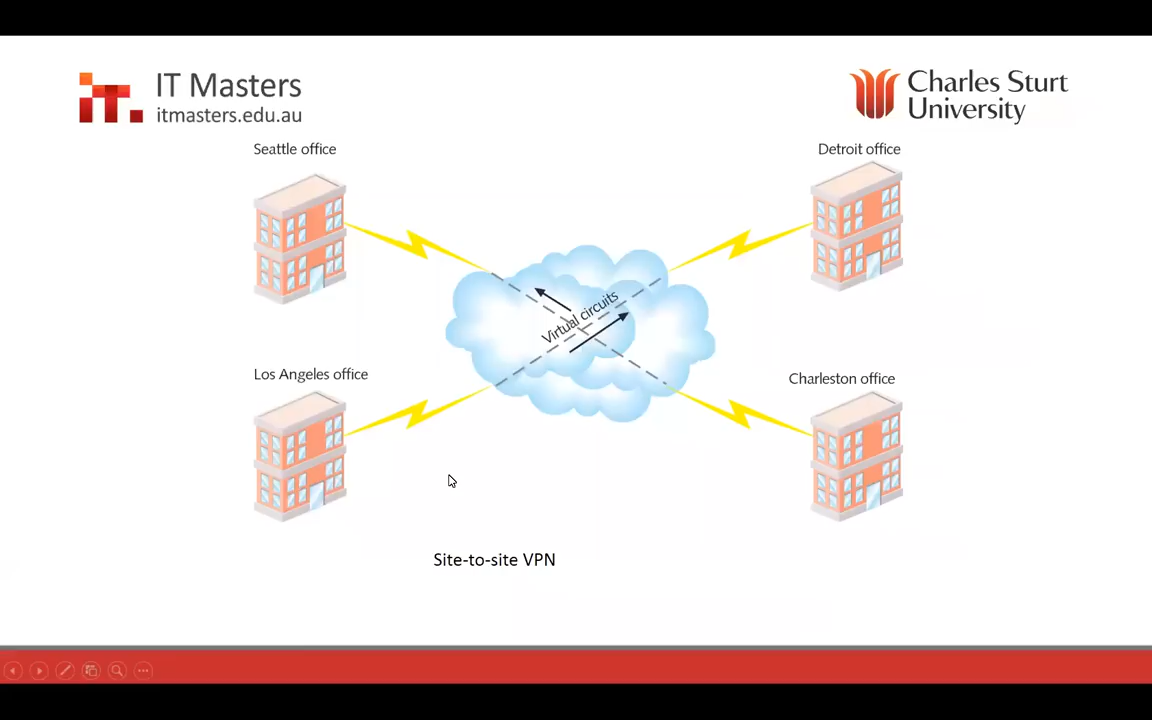 IT Masters
itmasters.edu.au
Charles Sturt
University
Seattle office
Detroit office
Virtual circuits
Los Angeles office
Charleston office
Site-to-site VPN